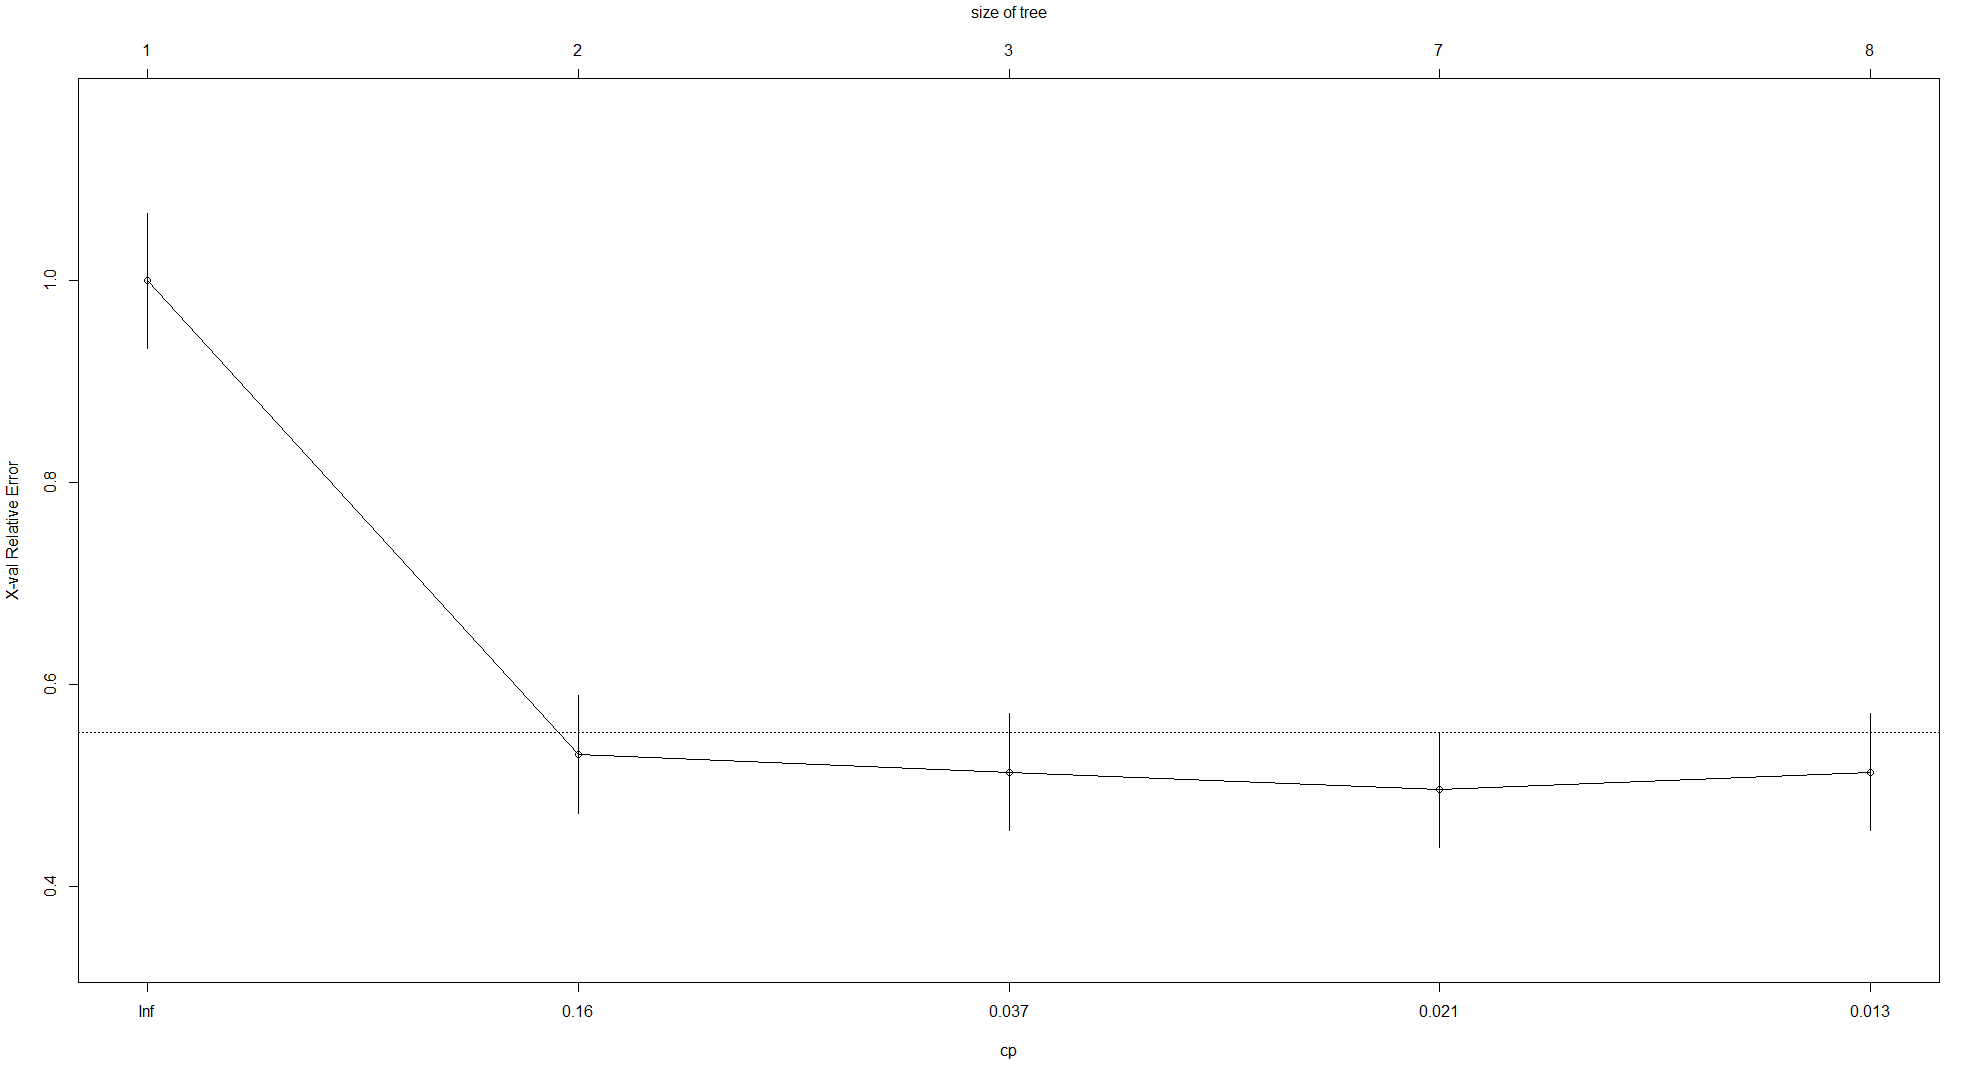 size of tree
1 2 3 7 8
X-val Relative Error
1.0
0.8
0.6
0.4
Inf 0.16 0.037 0.021 0.013
cp